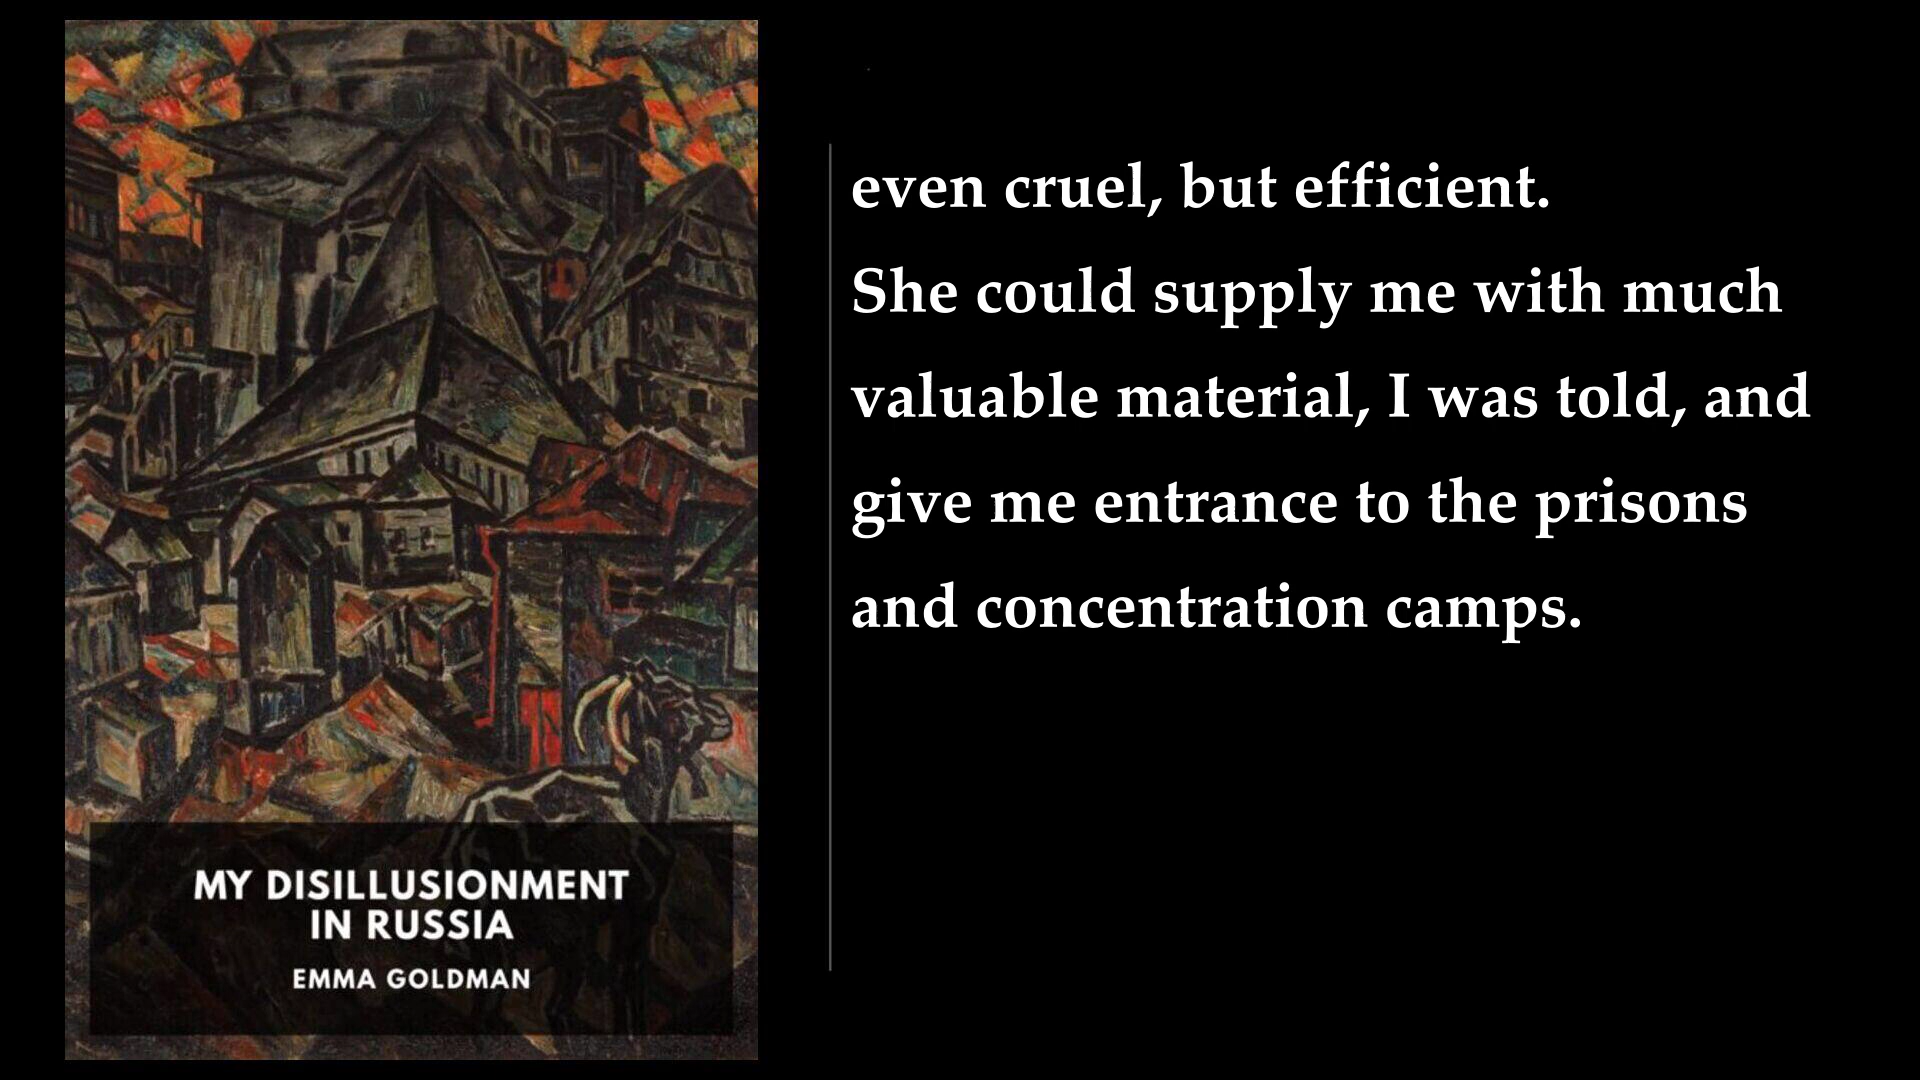 even cruel, but efficient.
She could supply me with much
valuable material, I was told, and
give me entrance to the prisons
and concentration camps.
MY DISILLUSIONMENT
IN RUSSIA
EMMA GOLDMAN